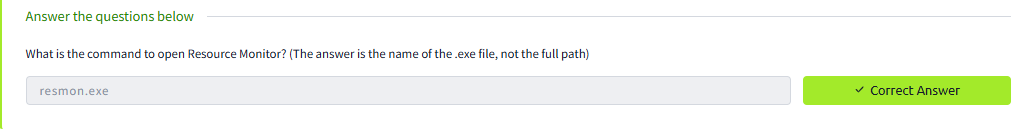 Answer the questions below
What is the command to open Resource Monitor? (The answer is the name of the .exe file, not the full path)
resmon.exe
✓ Correct Answer